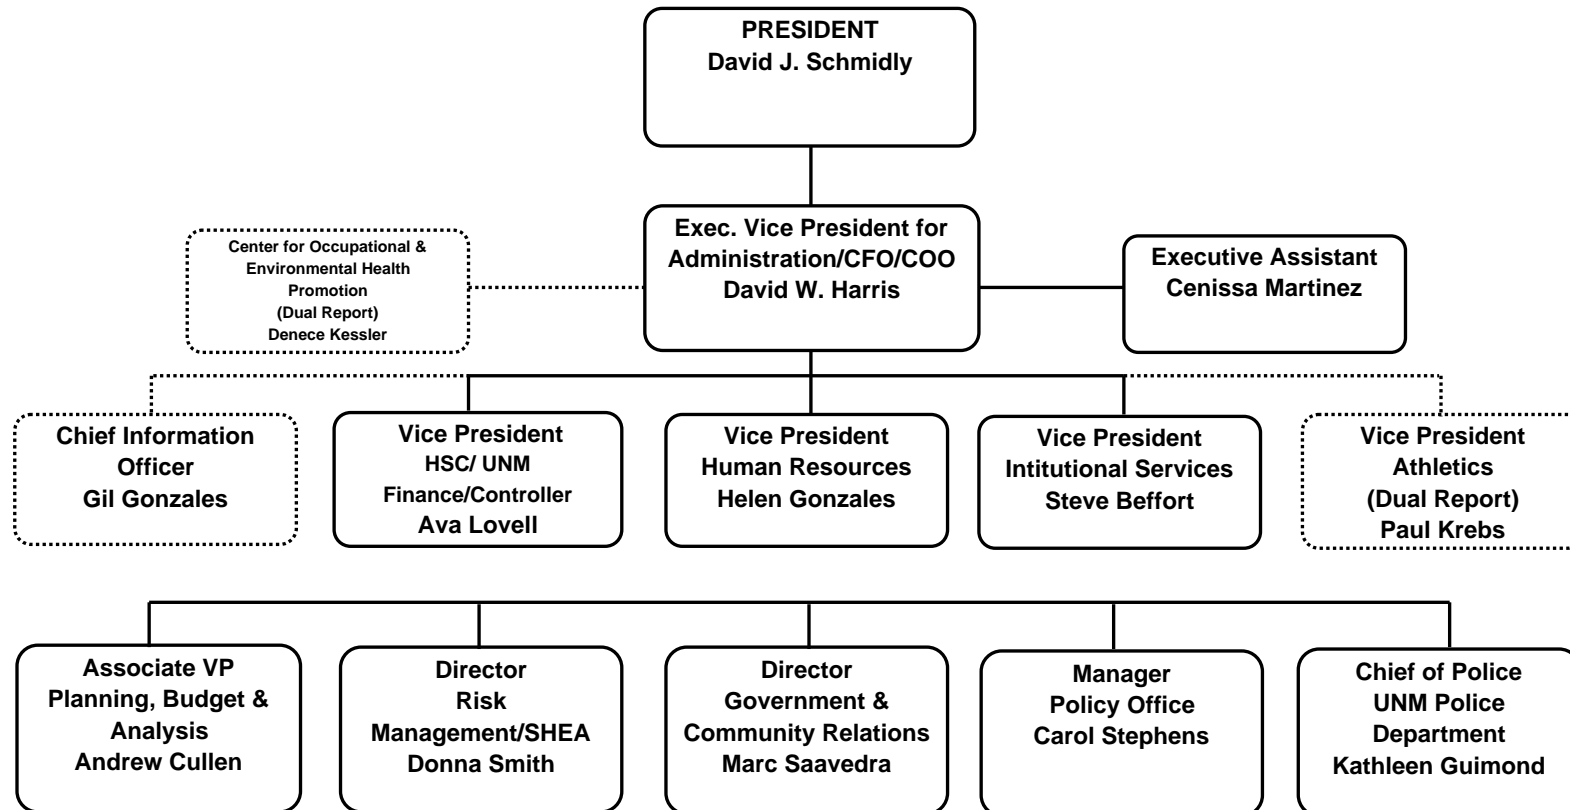 PRESIDENT
David J. Schmidly
Exec. Vice President for
Administration/CFO/COO
David W. Harris
Center for Occupational &
Environmental Health
Promotion
(Dual Report)
Denece Kessler
Executive Assistant
Cenissa Martinez
Chief Information
Officer
Gil Gonzales
Vice President
HSC/ UNM
Finance/Controller
Ava Lovell
Vice President
Human Resources
Helen Gonzales
Vice President
Intitutional Services
Steve Beffort
Vice President
Athletics
(Dual Report)
Paul Krebs
Associate VP
Planning, Budget &
Analysis
Andrew Cullen
Director
Risk
Management/SHEA
Donna Smith
Director
Government &
Community Relations
Marc Saavedra
Manager
Policy Office
Carol Stephens
Chief of Police
UNM Police
Department
Kathleen Guimond